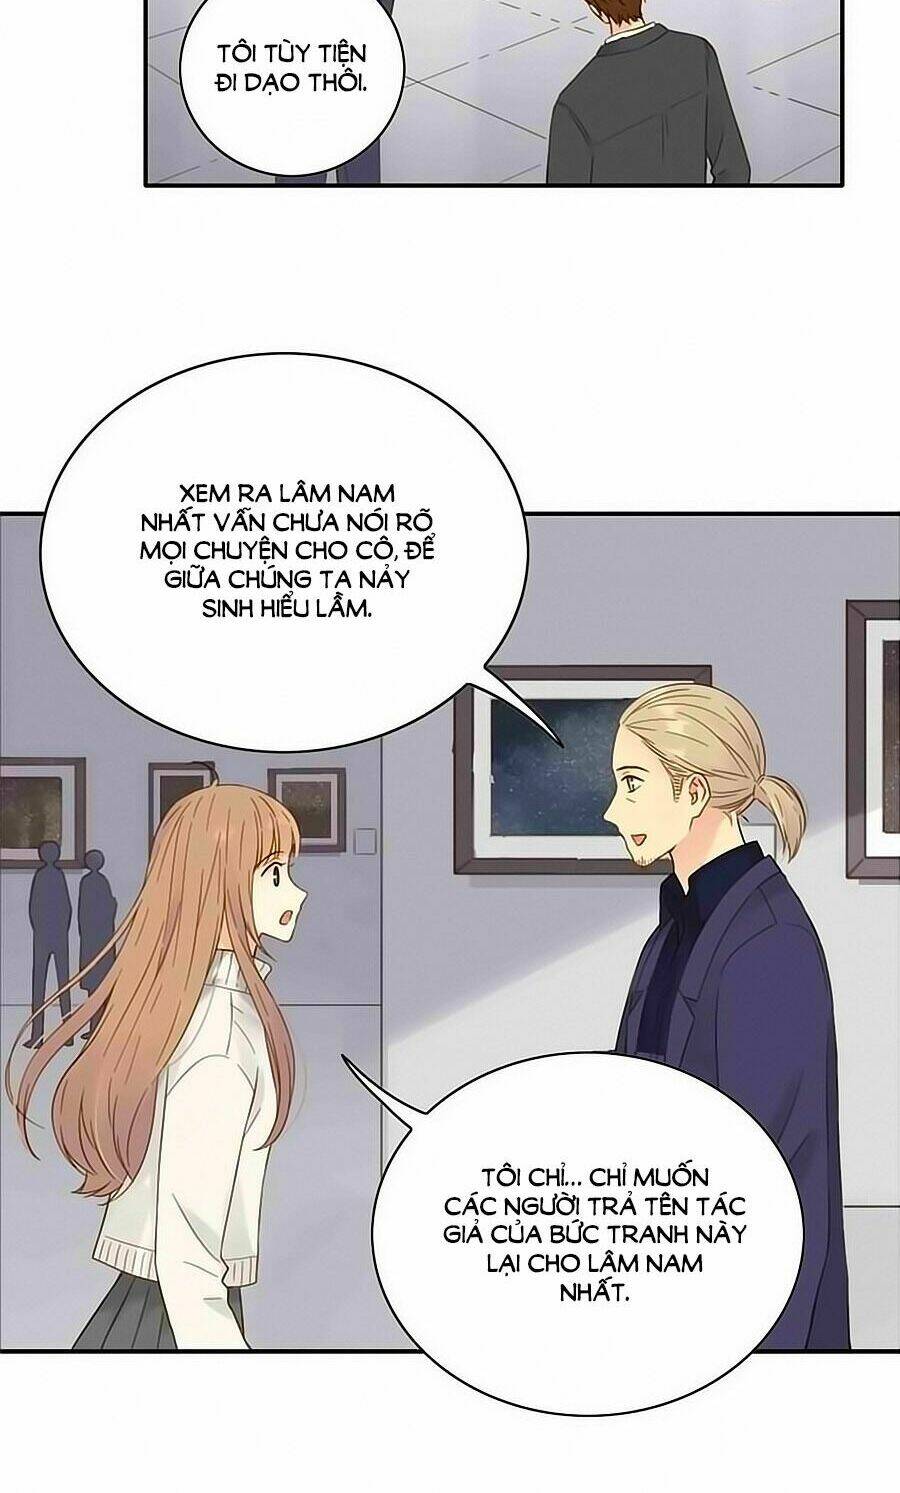 TÔI TÙY TIỆN
ĐI DẠO THÔI.
XEM RA LÂM NAM
NHẤT VẪN CHƯA NÓI RÕ
MỌI CHUYỆN CHO CÔ, ĐỂ
GIỮA CHÚNG TA NẢY
SINH HIỂU LẦM.
TÔI CHỈ... CHỈ MUỐN
CÁC NGƯỜI TRẢ TÊN TÁC
GIẢ CỦA BỨC TRANH NÀY
LẠI CHO LÂM NAM
NHẤT.